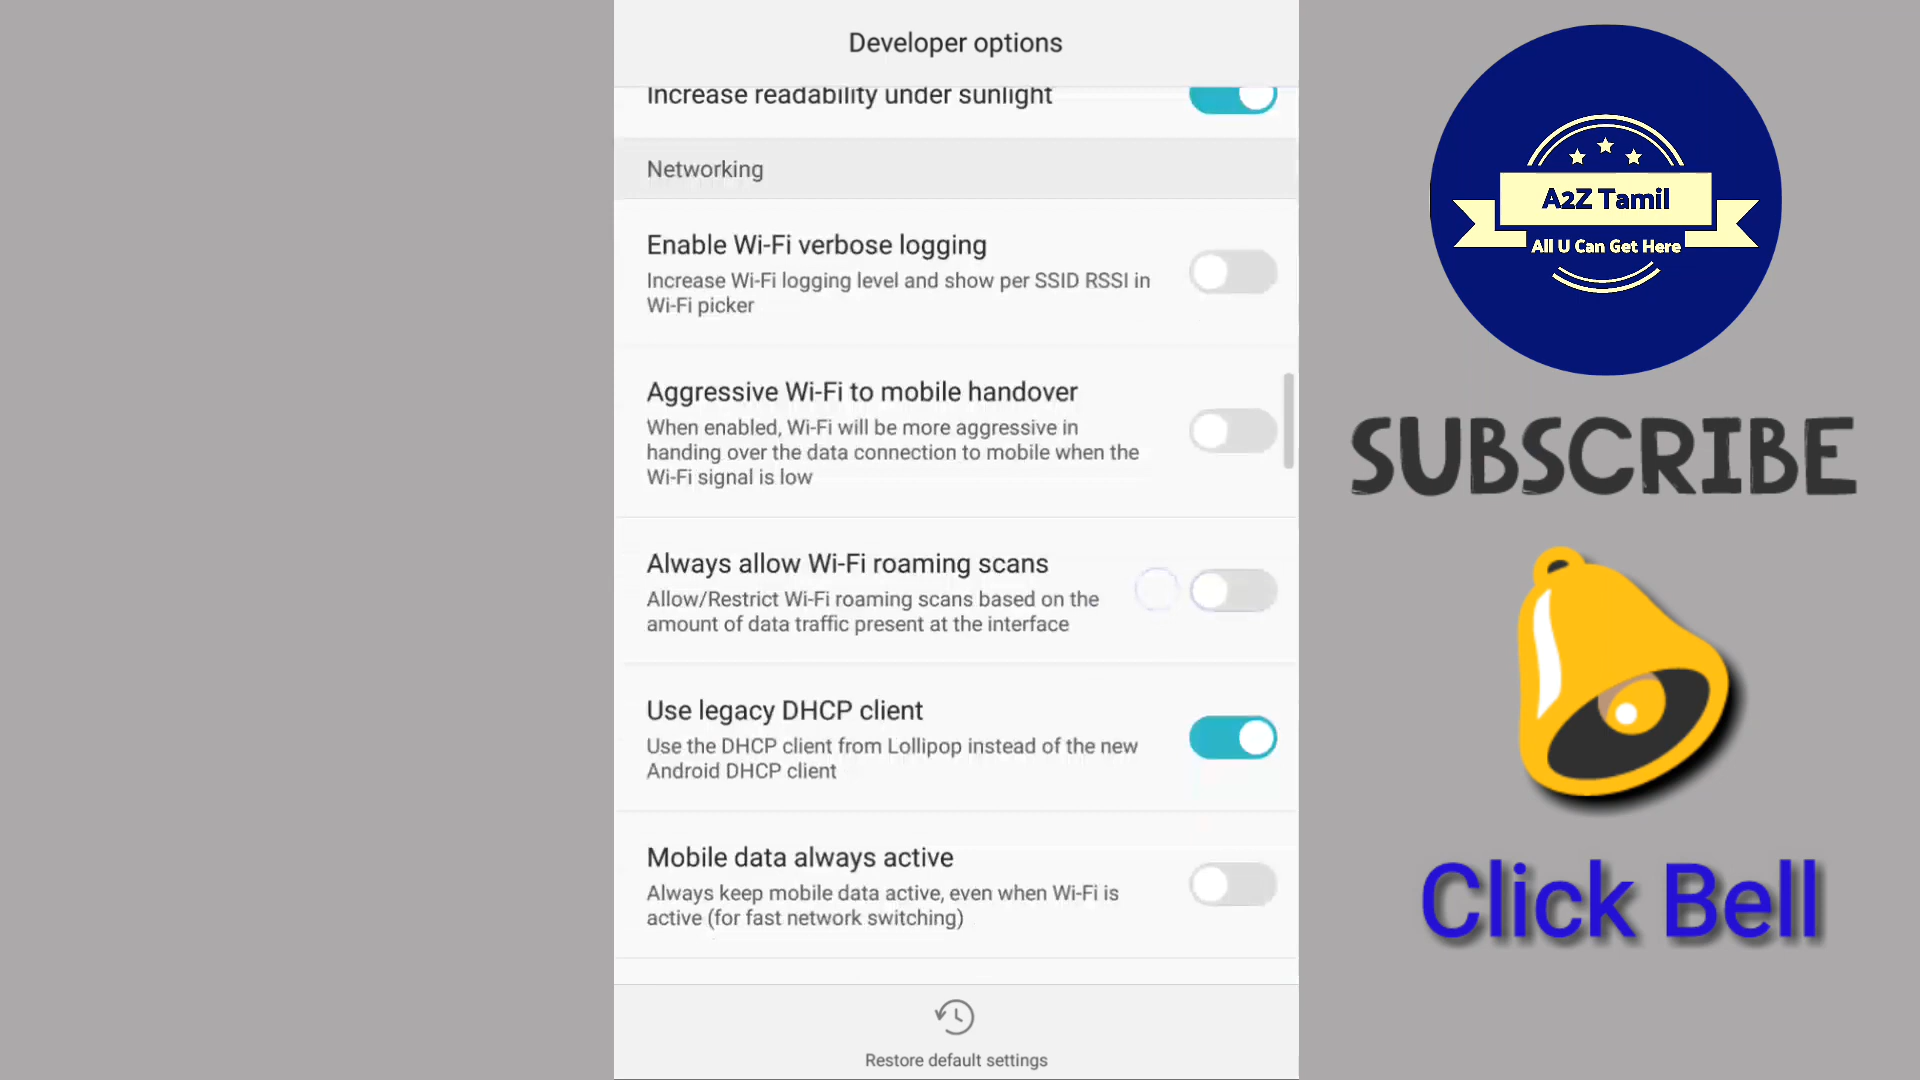 Developer options
Increase readability under sunlight
Networking
Enable Wi-Fi verbose logging
Increase Wi-Fi logging level and show per SSID RSSI in
Wi-Fi picker
Aggressive Wi-Fi to mobile handover
When enabled, Wi-Fi will be more aggressive in
handing over the data connection to mobile when the
Wi-Fi signal is low
Always allow Wi-Fi roaming scans
Allow/Restrict Wi-Fi roaming scans based on the
amount of data traffic present at the interface
Use legacy DHCP client
Use the DHCP client from Lollipop instead of the new
Android DHCP client
Mobile data always active
Always keep mobile data active, even when Wi-Fi is
active (for fast network switching)
Restore default settings
A2Z Tamil
All U Can Get Here
SUBSCRIBE
Click Bell